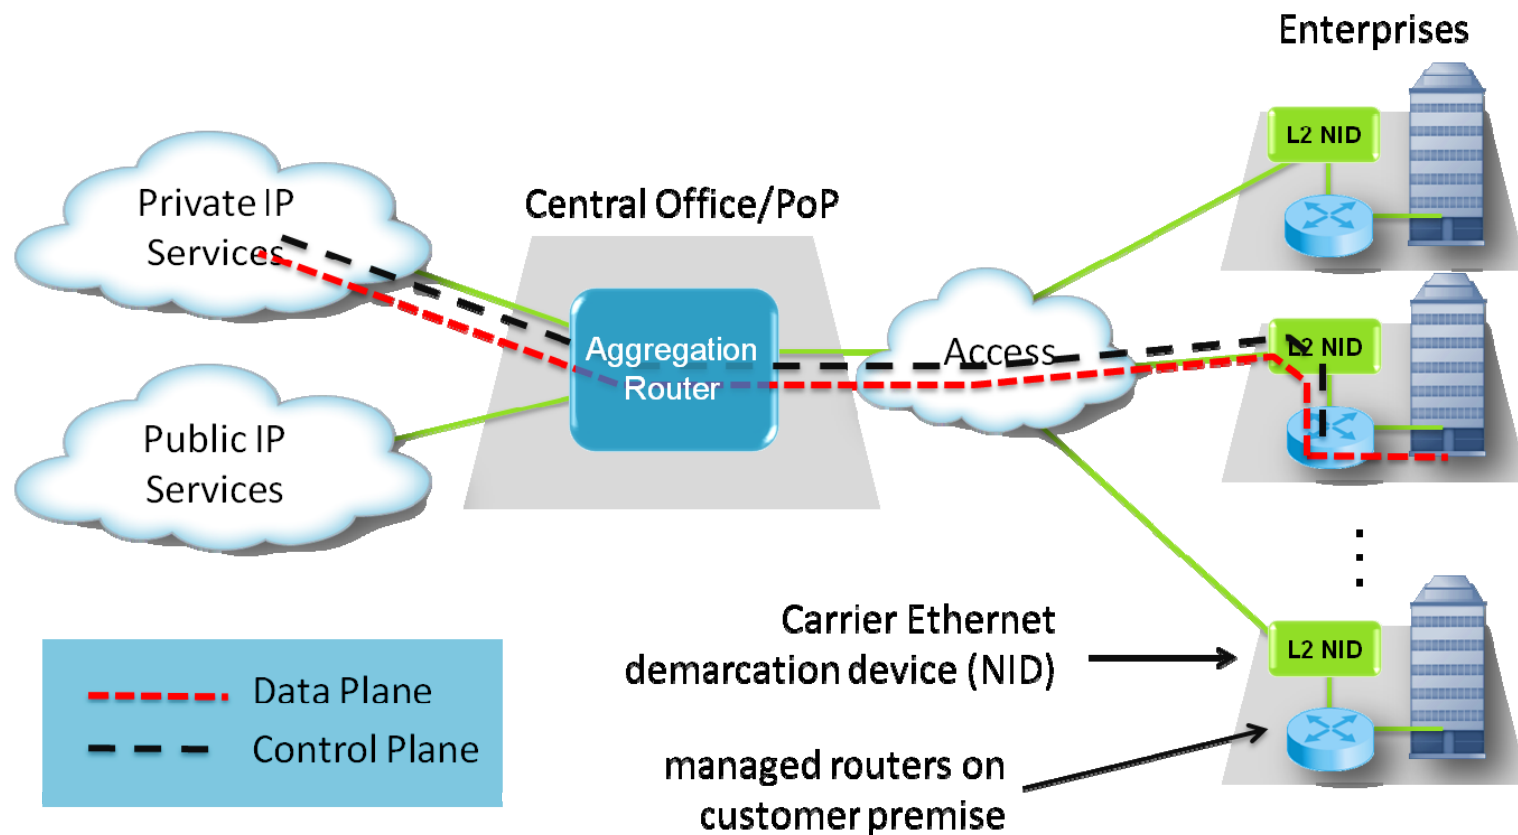 Enterprises
L2 NID
Private IP
Services
Central Office/PoP
Aggregation
Router
Access
L2 NID
Public IP
Services
Carrier Ethernet
demarcation device (NID)
L2 NID
managed routers on
customer premise
Data Plane
Control Plane